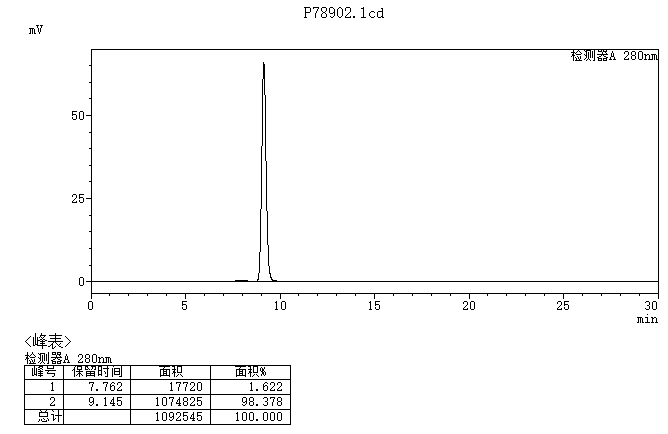 P78902.lcd
mV
检测器A 280nm
50
25
0
0 5 10 15 20 25 30
min
<峰表>
检测器A 280nm
峰号 保留时间 面积 面积%
1 7.762 17720 1.622
2 9.145 1074825 98.378
总计 1092545 100.000